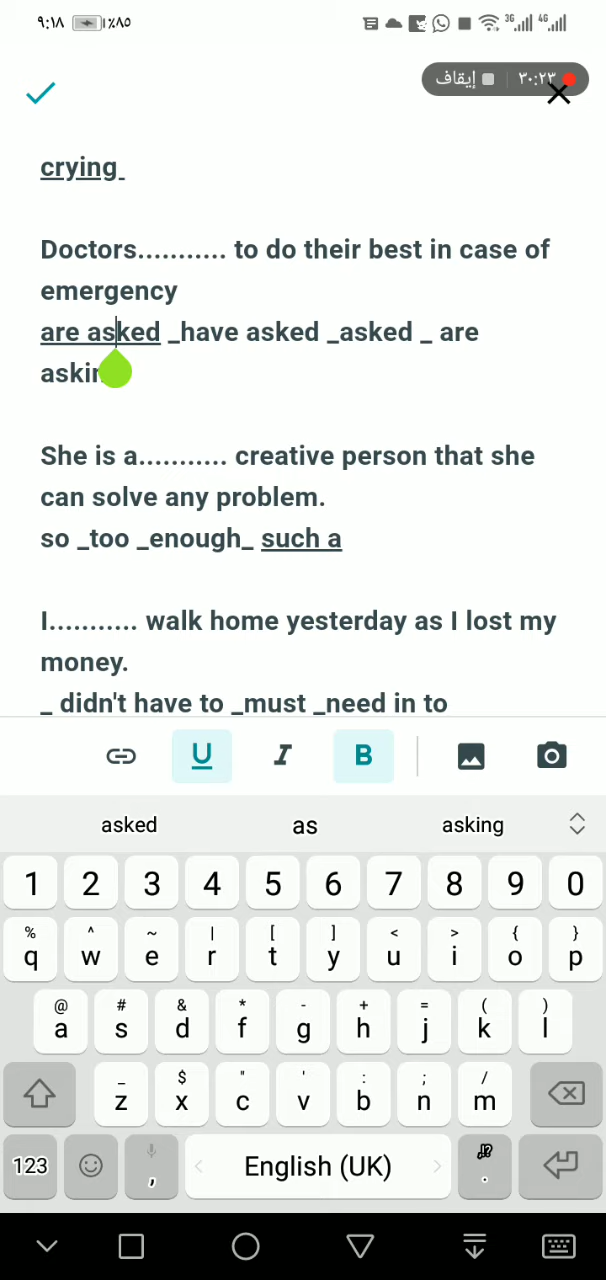 ٩:١٨ ٪٨٥ 3G 4G
إيقاف ٣٠:٢٣
crying_
Doctors........... to do their best in case of
emergency
are asked _have asked _asked _ are
She is a........... creative person that she
can solve any problem.
so _too _enough_ such a
I........... walk home yesterday as I lost my
money.
_ didn't have to _must _need in to
U I B
asked as asking
1 2 3 4 5 6 7 8 9 0
% ^ ~ | [ ] < > { }
q w e r t y u i o p
@ # & * - + = ( )
a s d f g h j k l
_ $ " ' : ; /
z x c v b n m
123 , English (UK) .